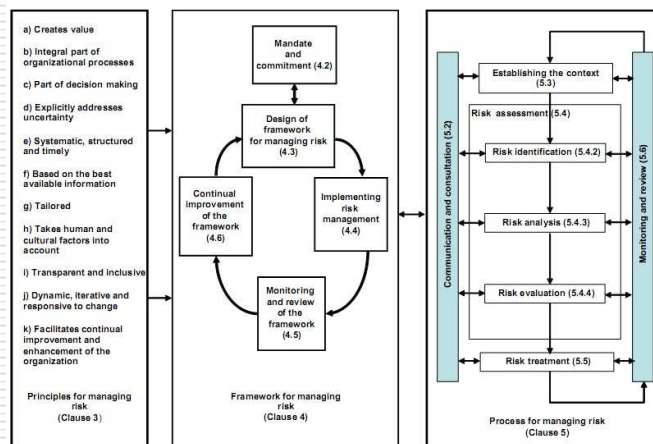 a) Creates value
b) Integral part of
organizational processes
c) Part of decision making
d) Explicitly addresses
uncertainty
e) Systematic, structured
and timely
f) Based on the best
available information
g) Tailored
h) Takes human and
cultural factors into
account
i) Transparent and inclusive
j) Dynamic, iterative and
responsive to change
k) Facilitates continual
improvement and
enhancement of the
organization
Principles for managing
risk
(Clause 3)
Mandate
and
commitment (4.2)
Design of
framework
for managing risk
(4.3)
Implementing
risk
management
(4.4)
Monitoring
and review
of the
framework
(4.5)
Continual
improvement
of the
framework
(4.6)
Framework for managing
risk
(Clause 4)
Communication and consultation (5.2)
Establishing the context
(5.3)
Risk assessment (5.4)
Risk identification (5.4.2)
Risk analysis (5.4.3)
Risk evaluation (5.4.4)
Risk treatment (5.5)
Monitoring and review (5.6)
Process for managing risk
(Clause 5)